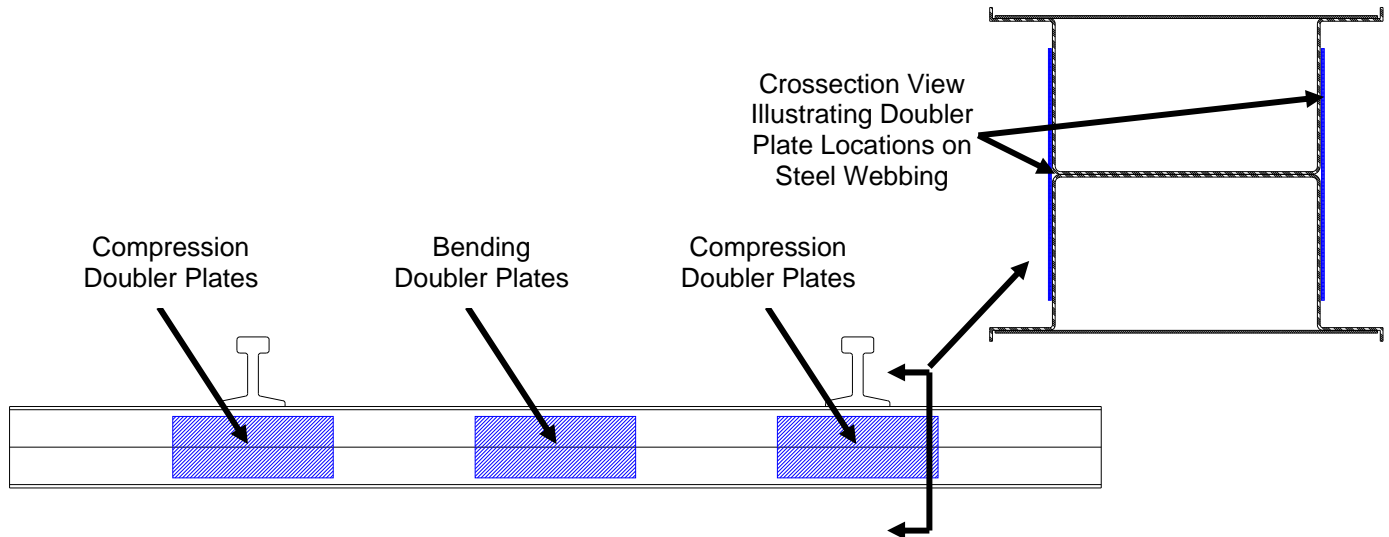 Crossection View
Illustrating Doubler
Plate Locations on
Steel Webbing
Compression
Doubler Plates
Bending
Doubler Plates
Compression
Doubler Plates